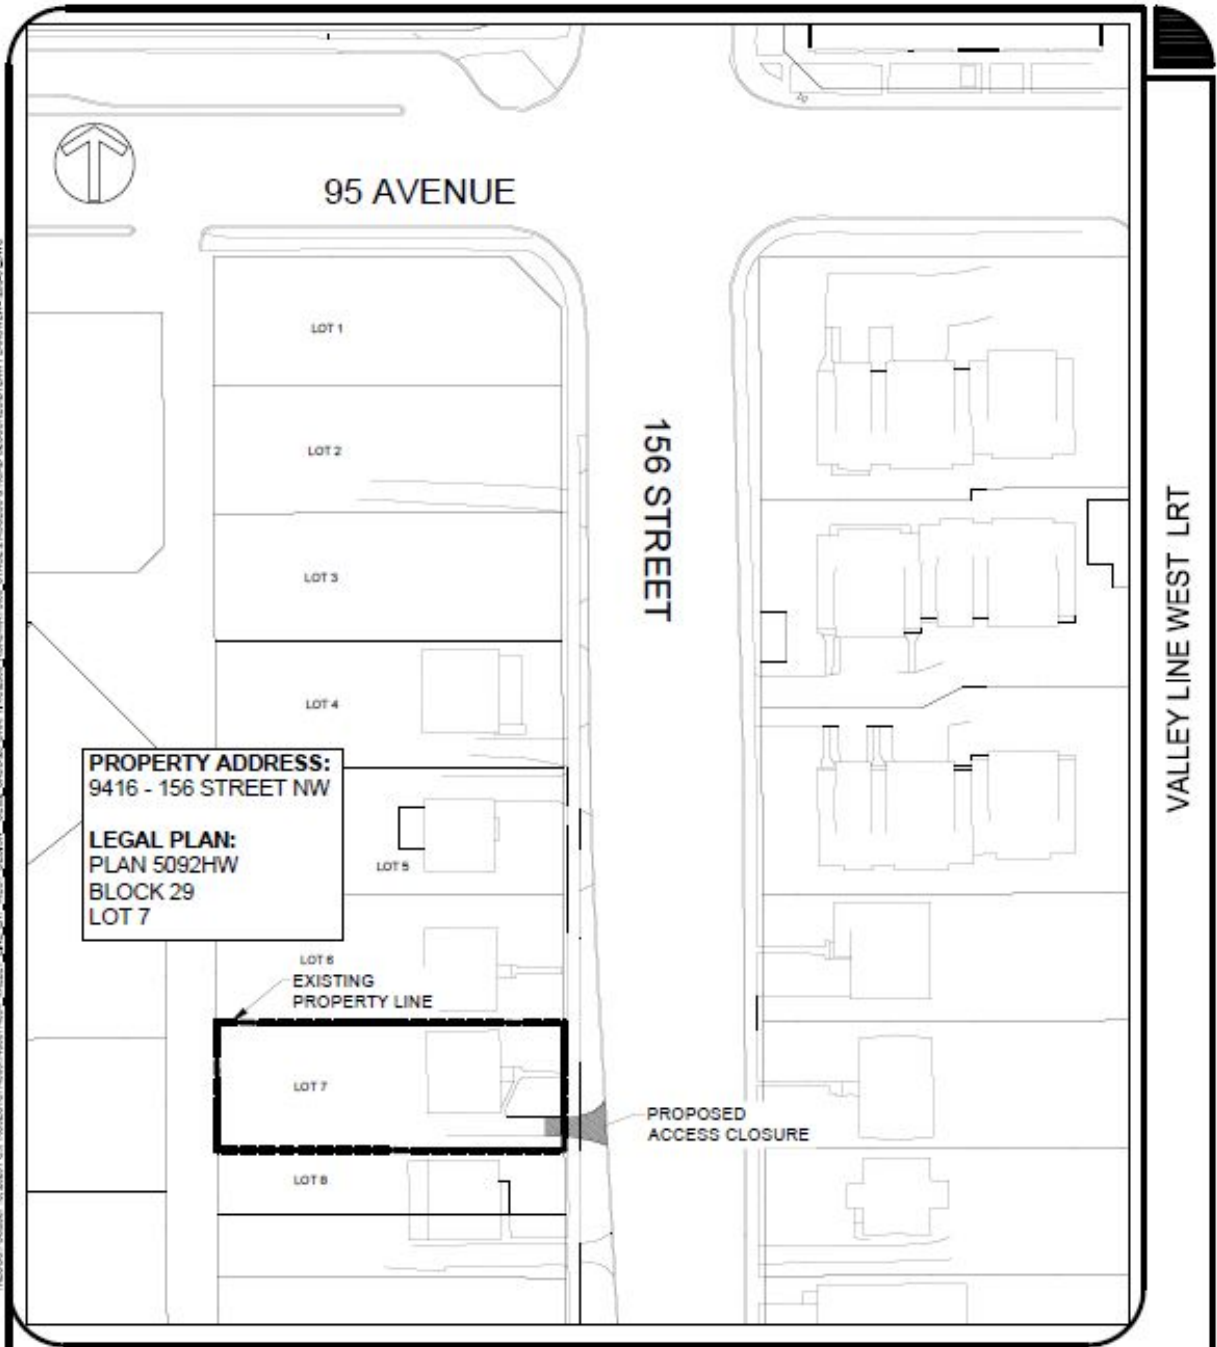 95 AVENUE
LOT 1
LOT 2
156 STREET
LOT 3
VALLEY LINE WEST LRT
LOT 4
PROPERTY ADDRESS:
9416 - 156 STREET NW
LEGAL PLAN:
PLAN 5092HW
BLOCK 29
LOT 7
LOT 5
LOT 6
EXISTING
PROPERTY LINE
LOT 7
PROPOSED
ACCESS CLOSURE
LOT 8